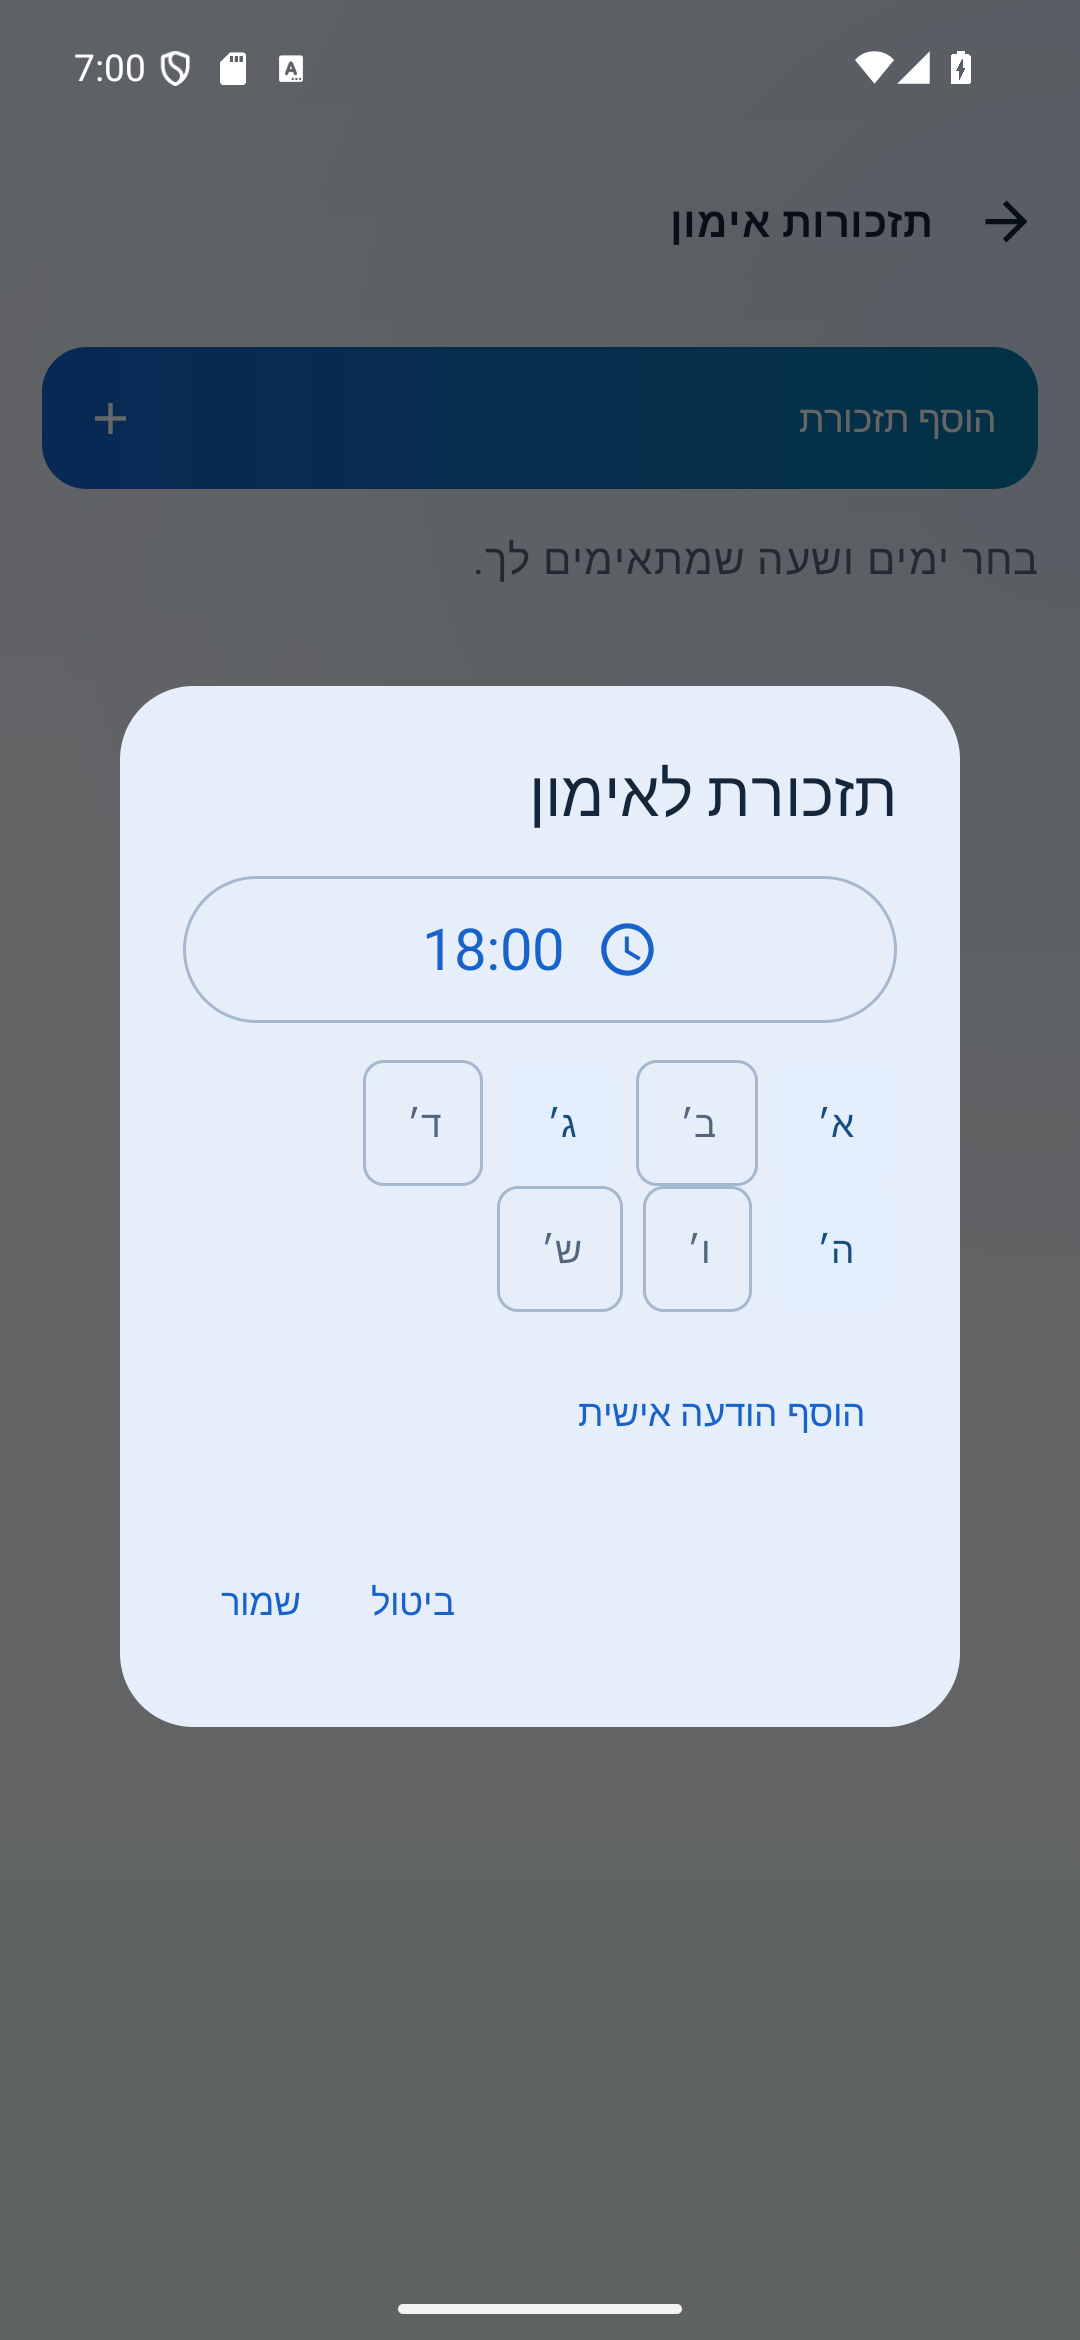 7:00
תזכורות אימון
הוסף תזכורת
בחר ימים ושעה שמתאימים לך.
תזכורת לאימון
18:00
א׳ ב׳ ג׳ ד׳
ה׳ ו׳ ש׳
הוסף הודעה אישית
ביטול שמור